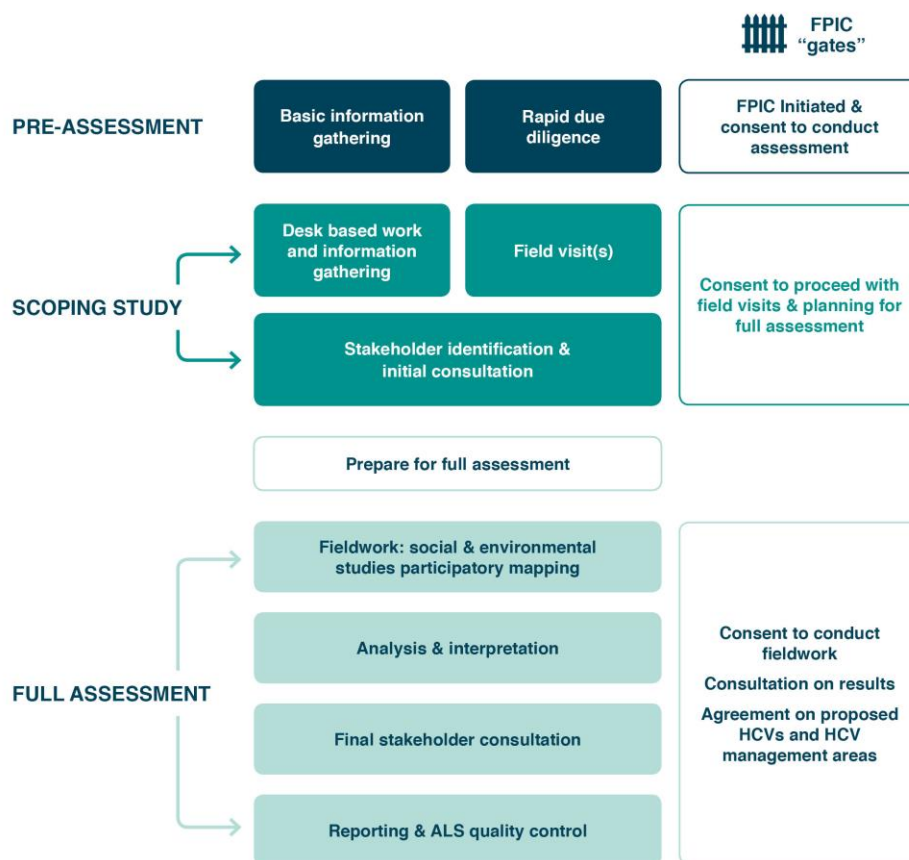 FPIC
“gates”
PRE-ASSESSMENT
Basic information
gathering
Rapid due
diligence
FPIC Initiated &
consent to conduct
assessment
SCOPING STUDY
Desk based work
and information
gathering
Field visit(s)
Stakeholder identification &
initial consultation
Consent to proceed with
field visits & planning for
full assessment
Prepare for full assessment
FULL ASSESSMENT
Fieldwork: social & environmental
studies participatory mapping
Analysis & interpretation
Final stakeholder consultation
Reporting & ALS quality control
Consent to conduct
fieldwork
Consultation on results
Agreement on proposed
HCVs and HCV
management areas